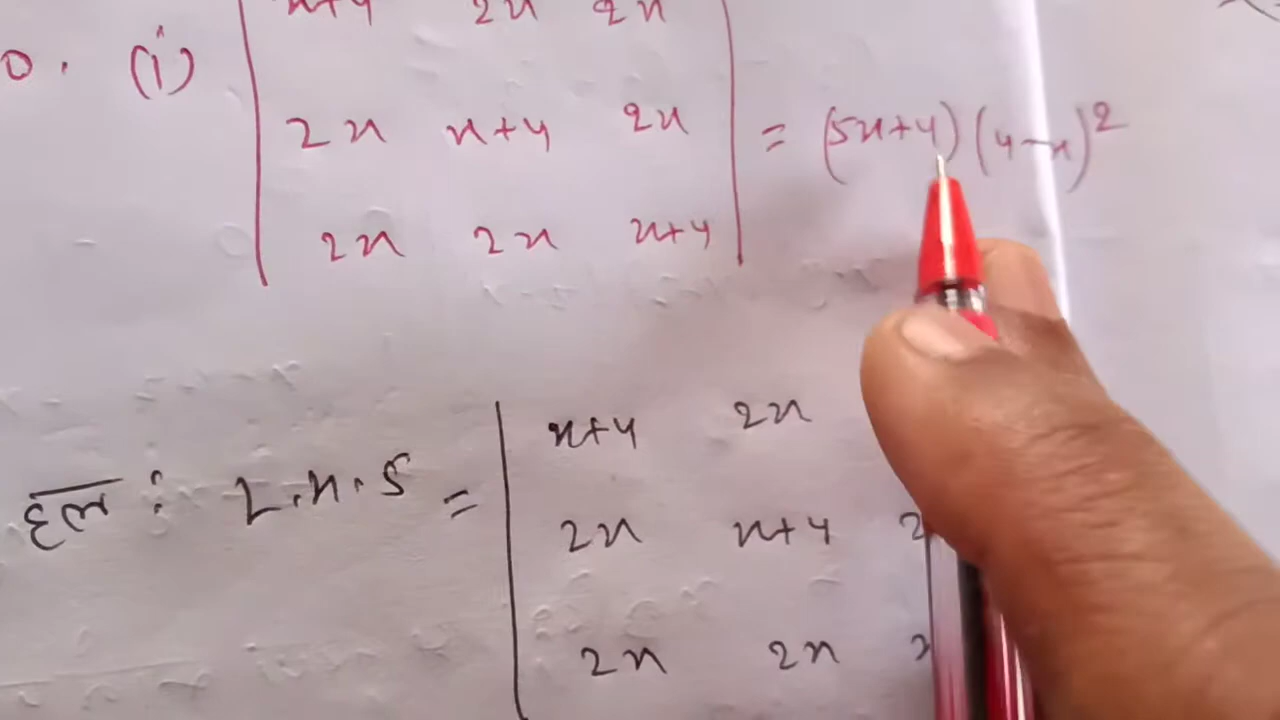 x+4 2x 2x
0. (i) 2x x+4 2x = (5x+4)(4-x)2
2x 2x x+4
x+4 2x
हल : L.H.S = 2x x+4 2
2x 2x